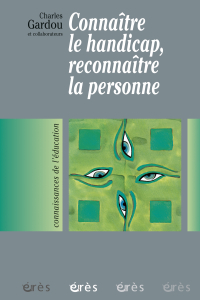 Charles
Gardou
et collaborateurs
Connaître
le handicap,
reconnaître
la personne
connaissances de l'éducation
érès
érès
érès
érès